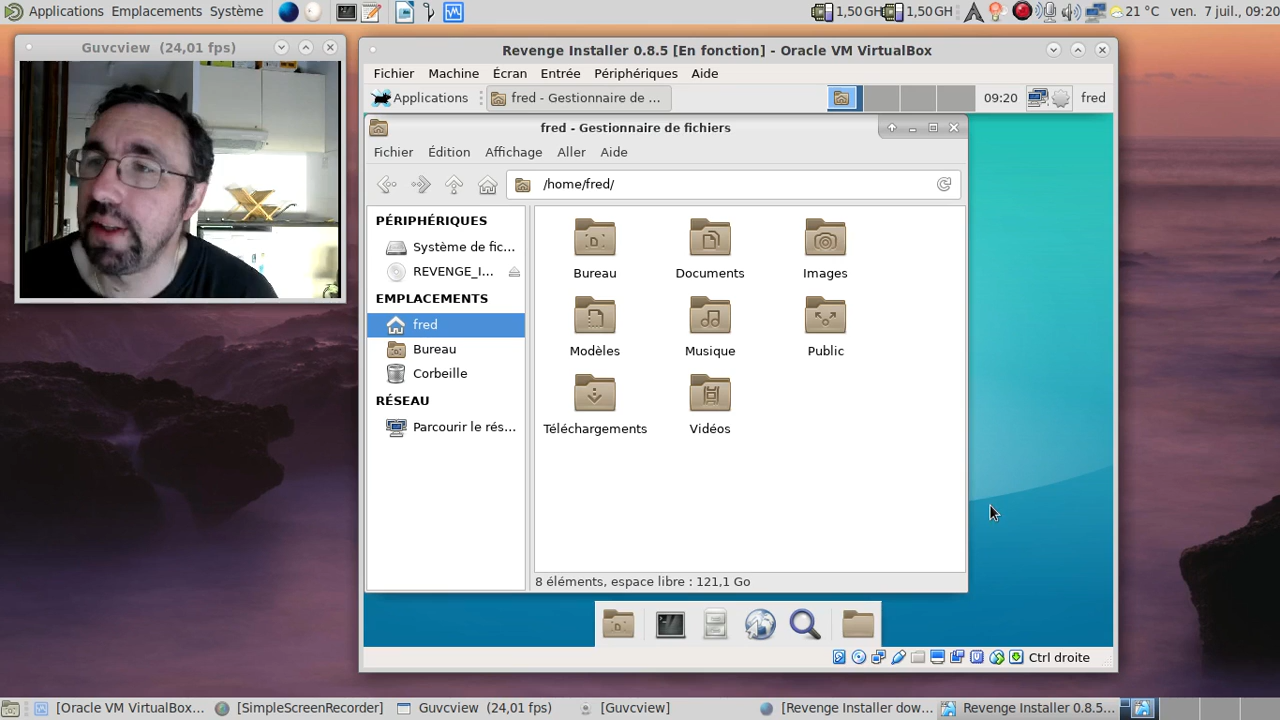 Applications Emplacements Système
1,50 GH 1,50 GH 21 °C ven. 7 juil., 09:20
Guvcview (24,01 fps)
Revenge Installer 0.8.5 [En fonction] - Oracle VM VirtualBox
Fichier Machine Écran Entrée Périphériques Aide
Applications fred - Gestionnaire de ... 09:20 fred
fred - Gestionnaire de fichiers
Fichier Édition Affichage Aller Aide
/home/fred/
PÉRIPHÉRIQUES
Système de fic...
REVENGE_I...
EMPLACEMENTS
fred
Bureau
Corbeille
RÉSEAU
Parcourir le rés...
Bureau Documents Images
Modèles Musique Public
Téléchargements Vidéos
8 éléments, espace libre : 121,1 Go
Ctrl droite
[Oracle VM VirtualBox... [SimpleScreenRecorder] Guvcview (24,01 fps) [Guvcview] [Revenge Installer dow... Revenge Installer 0.8.5...